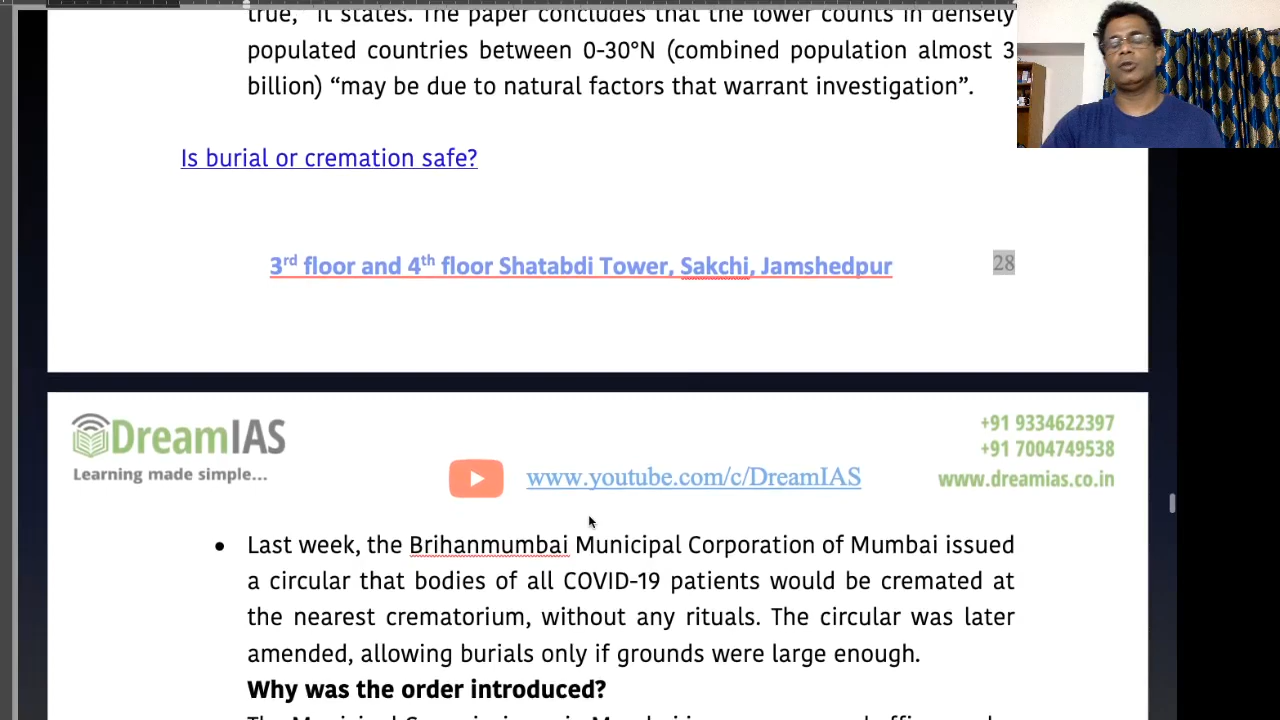 true," it states. The paper concludes that the lower counts in densely
populated countries between 0-30°N (combined population almost 3
billion) “may be due to natural factors that warrant investigation”.
Is burial or cremation safe?
3rd floor and 4th floor Shatabdi Tower, Sakchi, Jamshedpur
28
DreamIAS
Learning made simple...
www.youtube.com/c/DreamIAS
+91 9334622397
+91 7004749538
www.dreamias.co.in
• Last week, the Brihanmumbai Municipal Corporation of Mumbai issued
a circular that bodies of all COVID-19 patients would be cremated at
the nearest crematorium, without any rituals. The circular was later
amended, allowing burials only if grounds were large enough.
Why was the order introduced?